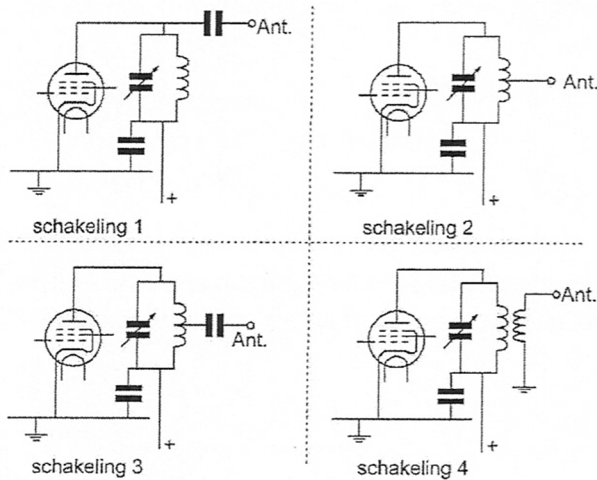 Ant.
+
schakeling 1
Ant.
+
schakeling 2
Ant.
+
schakeling 3
Ant.
+
schakeling 4